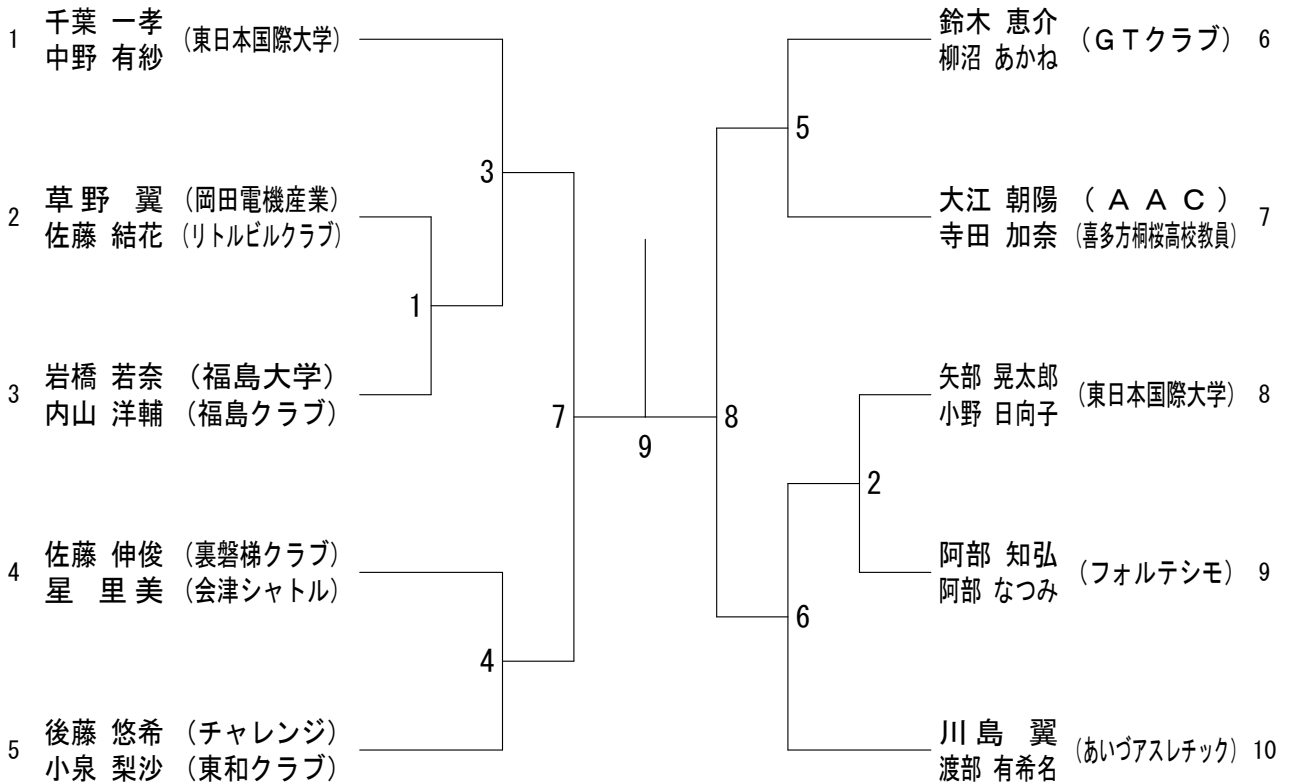 1 千葉 一孝 (東日本国際大学)
中野 有紗
2 草野 翼 (岡田電機産業)
佐藤 結花 (リトルビルクラブ)
3 岩橋 若奈 (福島大学)
内山 洋輔 (福島クラブ)
4 佐藤 伸俊 (裏磐梯クラブ)
星 里美 (会津シャトル)
5 後藤 悠希 (チャレンジ)
小泉 梨沙 (東和クラブ)
3
1
7
4
9
鈴木 恵介 (GTクラブ) 6
柳沼 あかね
大江 朝陽 (AAC) 7
寺田 加奈 (喜多方桐桜高校教員)
矢部 晃太郎 (東日本国際大学) 8
小野 日向子
阿部 知弘 (フォルテシモ) 9
阿部 なつみ
川島 翼 (あいづアスレチック) 10
渡部 有希名
5
8
2
6